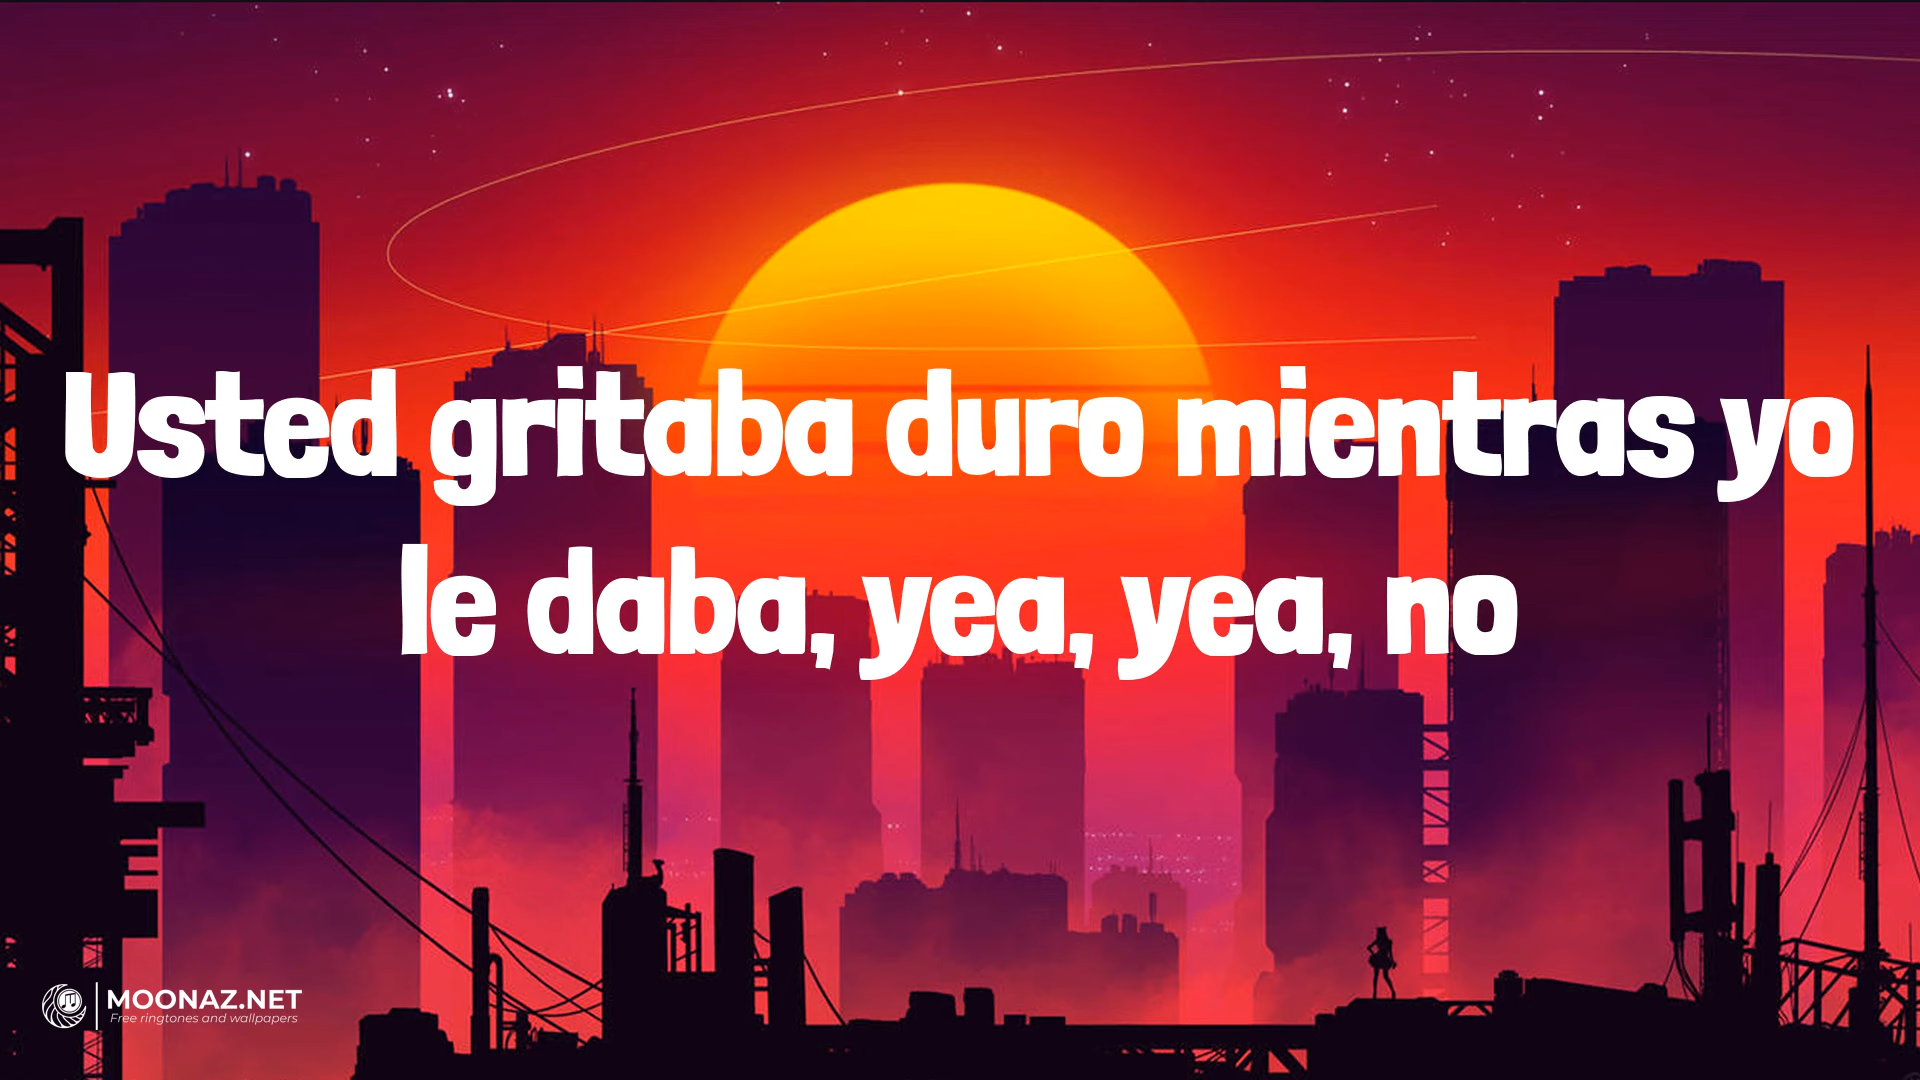 Usted gritaba duro mientras yo
le daba, yea, yea, no
MOONAZ.NET
Free ringtones and wallpapers